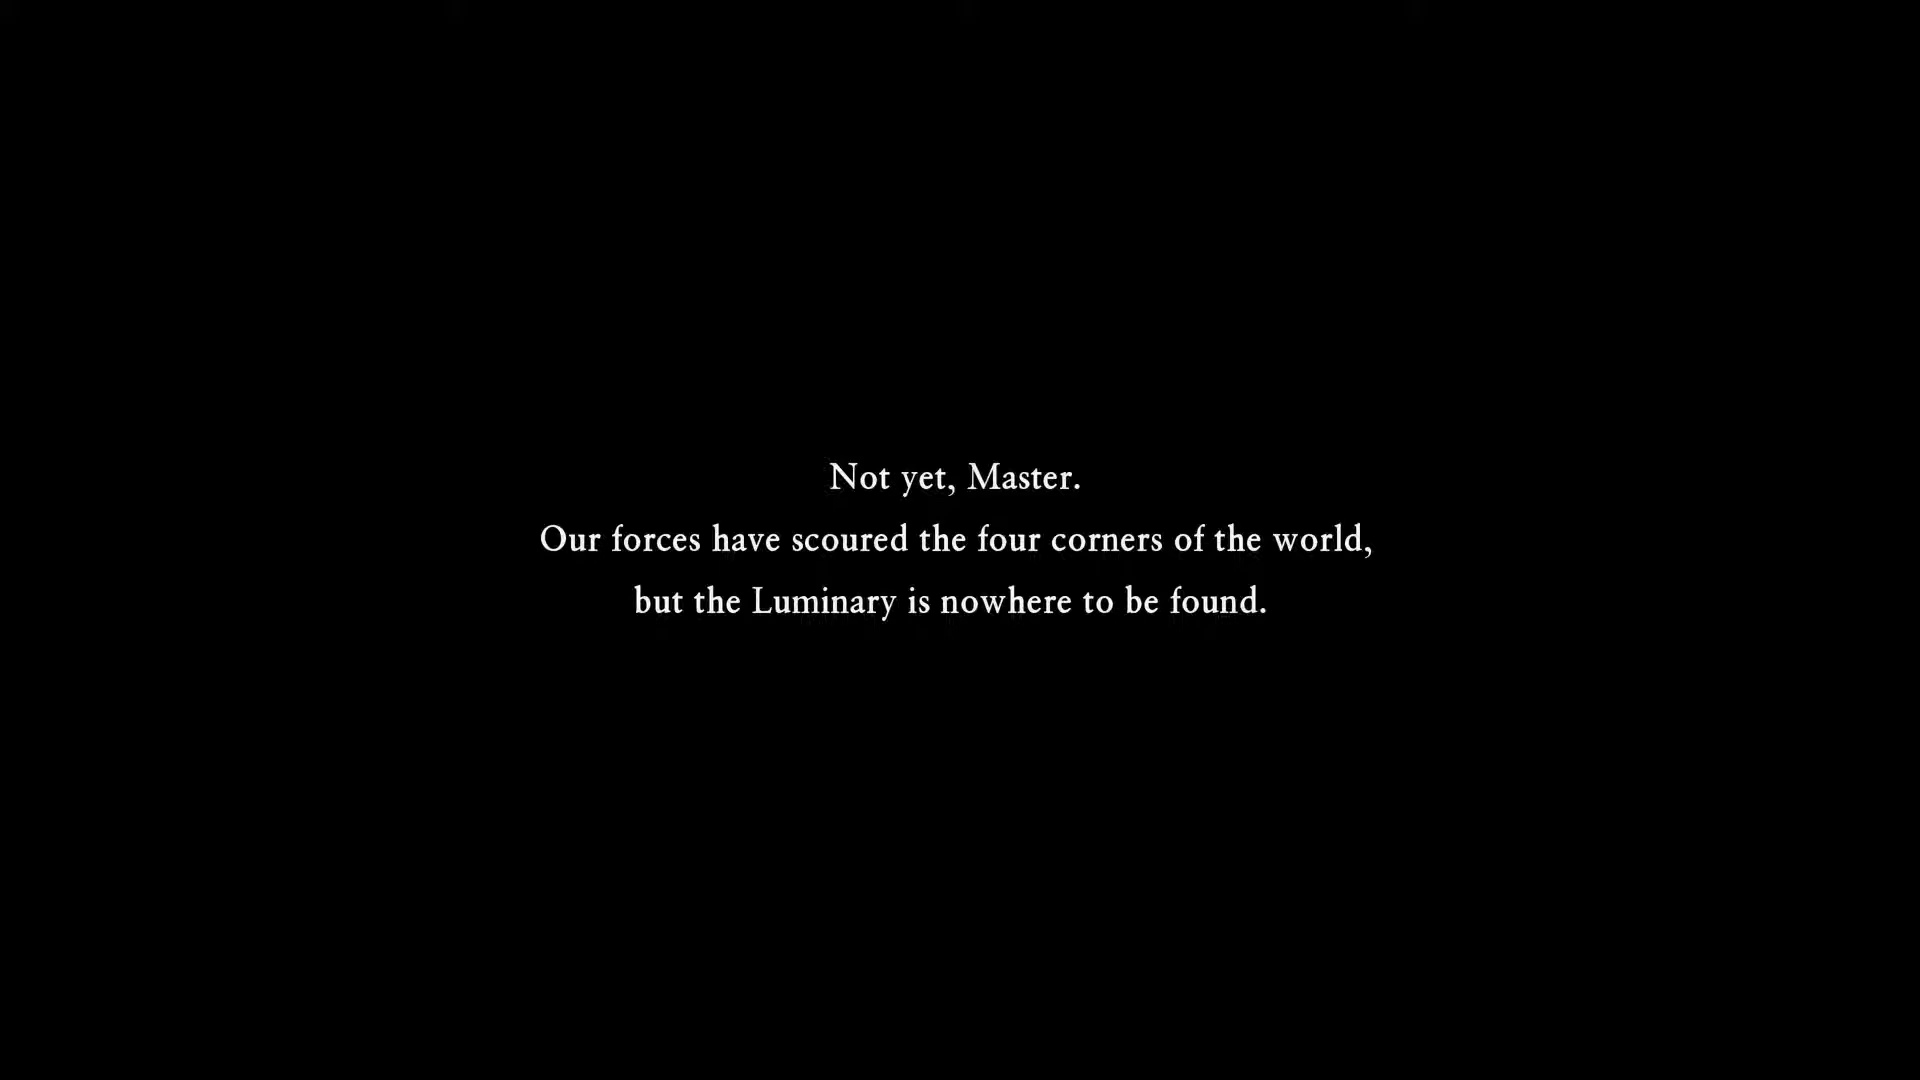 Not yet, Master.
Our forces have scoured the four corners of the world,
but the Luminary is nowhere to be found.